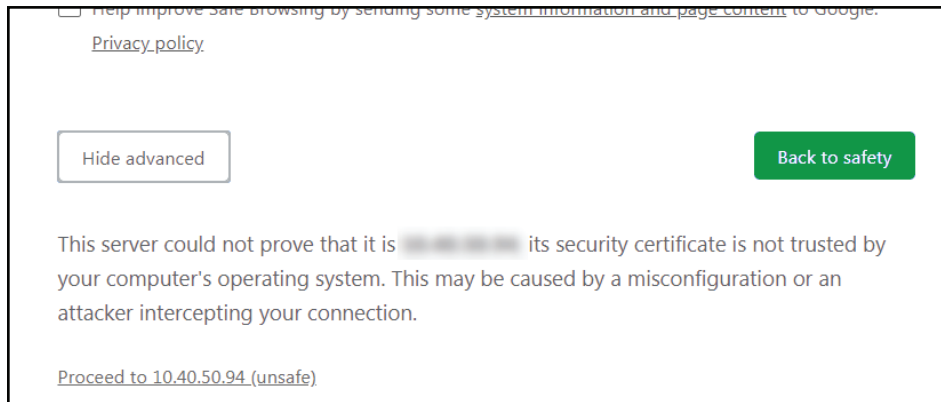 Help improve Safe Browsing by sending some system information and page content to Google.
Privacy policy
Hide advanced
Back to safety
This server could not prove that it is its security certificate is not trusted by
your computer's operating system. This may be caused by a misconfiguration or an
attacker intercepting your connection.
Proceed to 10.40.50.94 (unsafe)